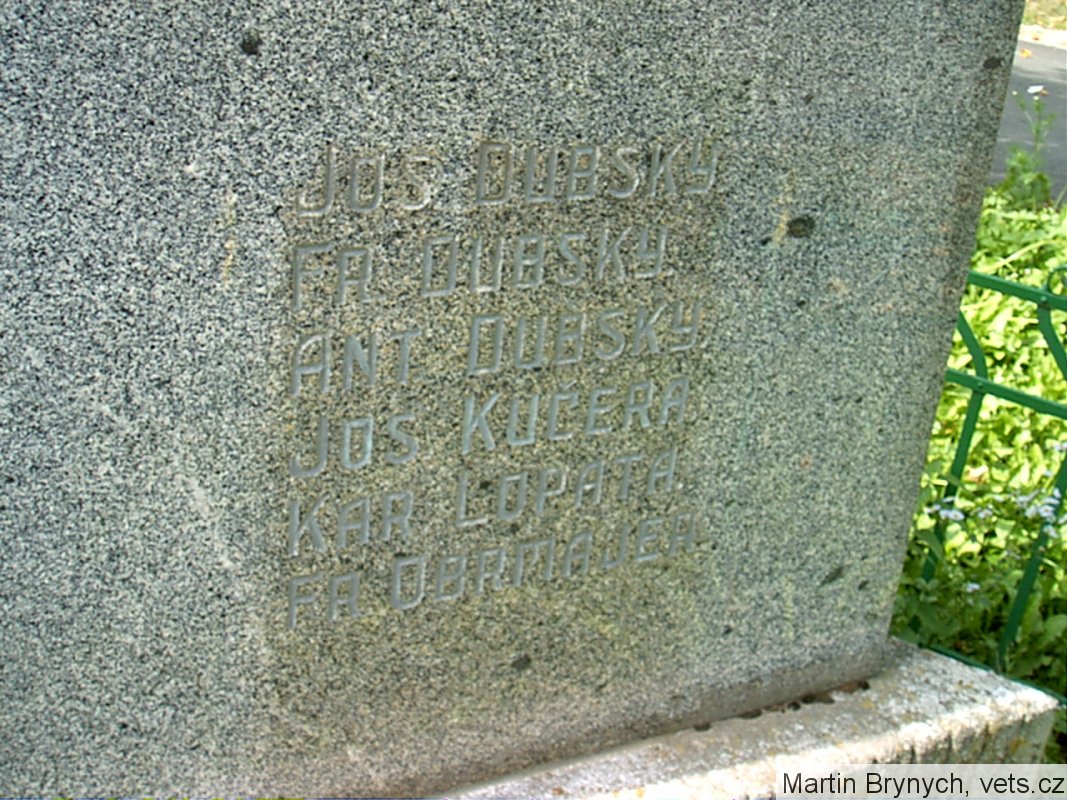 JOS DUBSKY
FR. DUBSKY.
ANT. DUBSKY.
JOS. KUČERA
KAR LOPATA.
FR OBRMAJER.
Martin Brynych, vets.cz